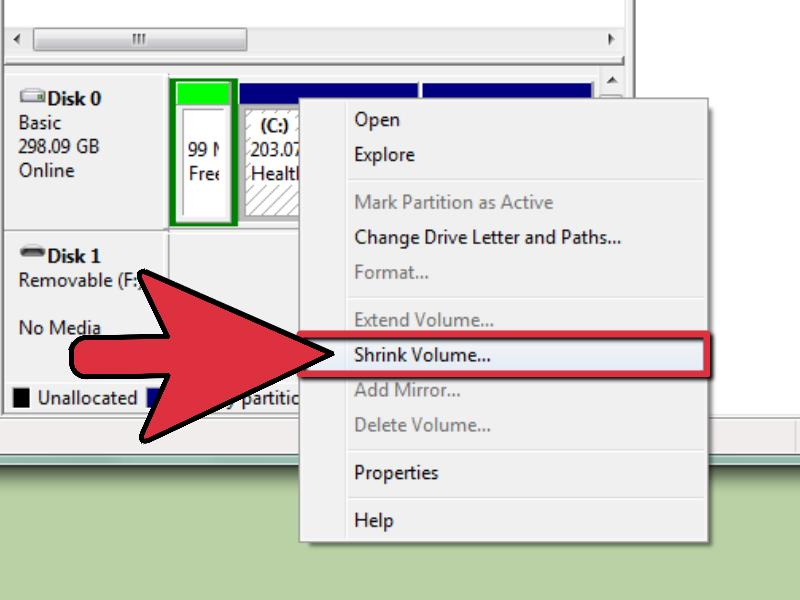 Disk 0
Basic
298.09 GB
Online
99
Free
(C:)
203.07
Healt
Open
Explore
Mark Partition as Active
Change Drive Letter and Paths...
Format...
Extend Volume...
Shrink Volume...
Add Mirror...
Delete Volume...
Properties
Help
Disk 1
Removable (F:)
No Media
Unallocated
partitio